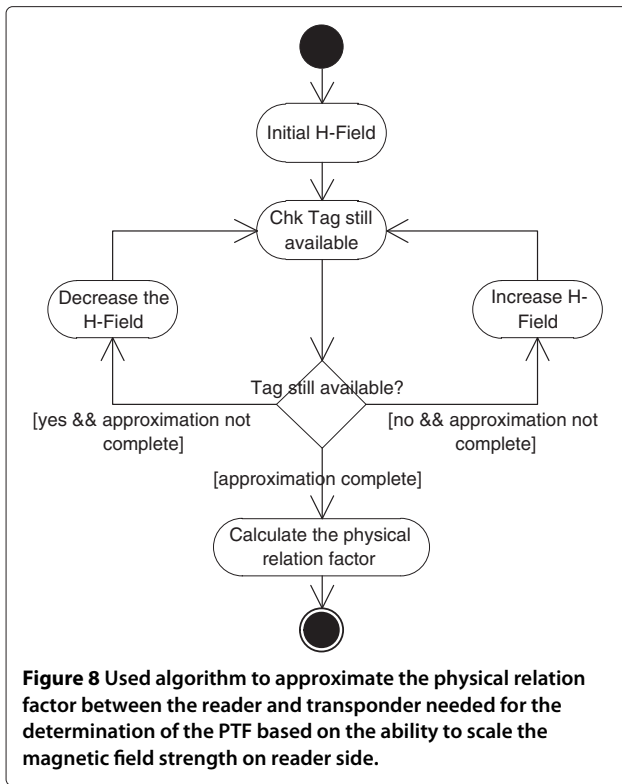 Initial H-Field
Chk Tag still
available
Decrease the
H-Field
Increase H-
Field
Tag still available?
[yes && approximation not
complete]
[no && approximation not
complete]
[approximation complete]
Calculate the physical
relation factor
Figure 8 Used algorithm to approximate the physical relation
factor between the reader and transponder needed for the
determination of the PTF based on the ability to scale the
magnetic field strength on reader side.